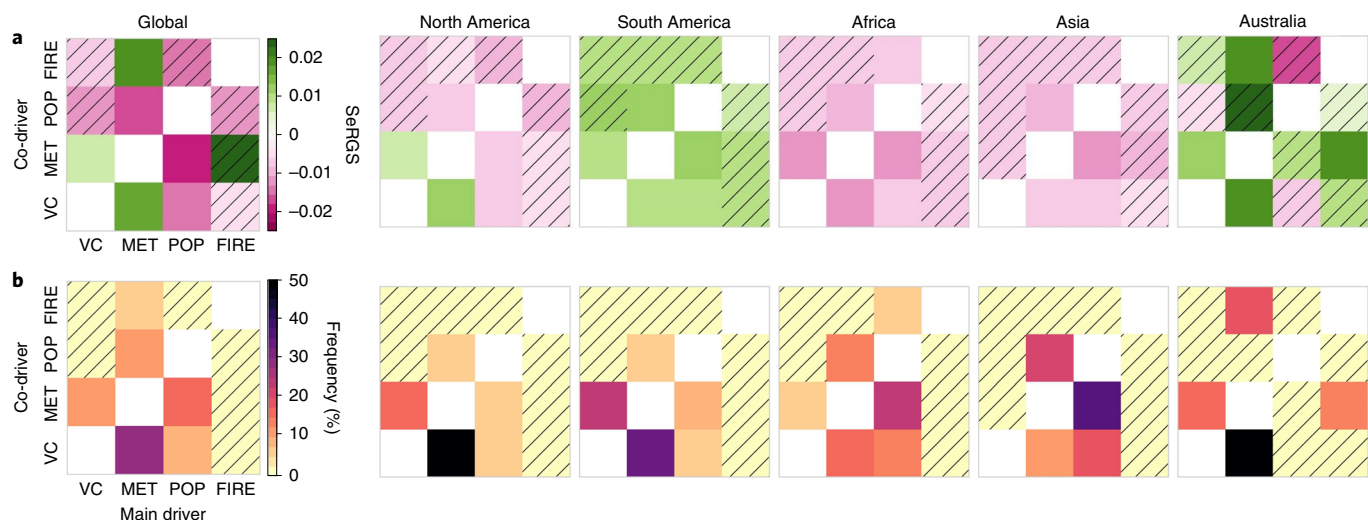 Global North America South America Africa Asia Australia
a
Co-driver
FIRE
POP
MET
VC
VC MET POP FIRE
0.02
0.01
0
−0.01
−0.02
SeRGS
b
Co-driver
FIRE
POP
MET
VC
VC MET POP FIRE
Main driver
50
40
30
20
10
0
Frequency (%)